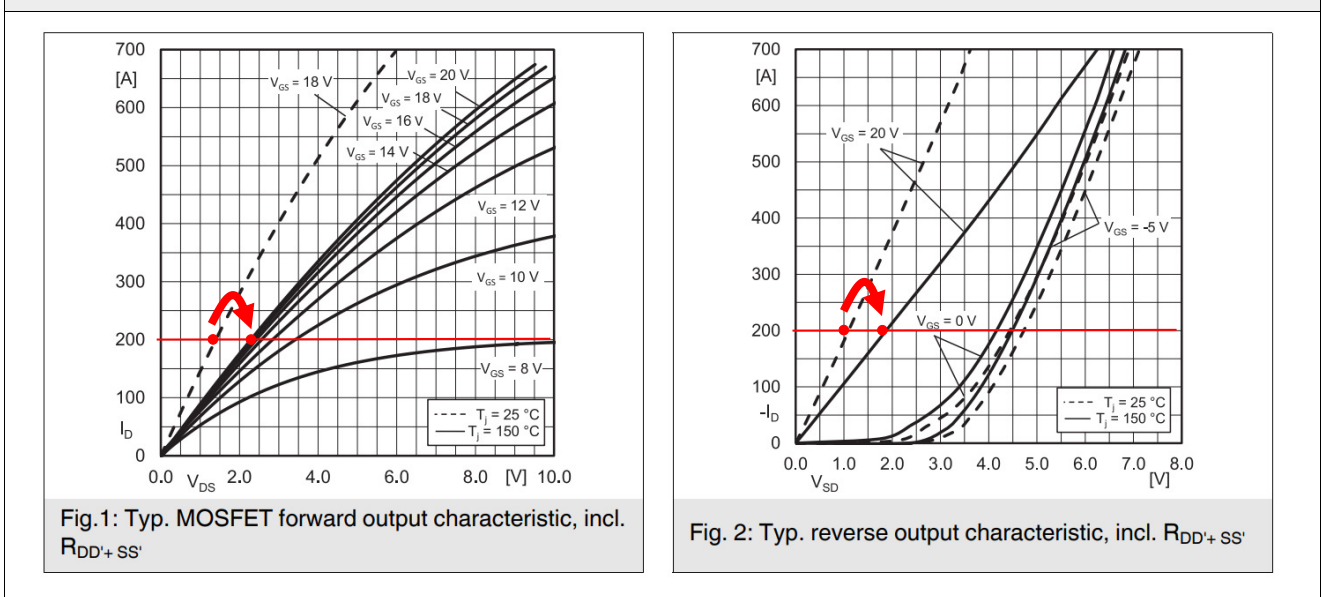 700
[A]
600
500
400
300
200
100
I_D
0
V_GS = 18 V
V_GS = 20 V
V_GS = 18 V
V_GS = 16 V
V_GS = 14 V
V_GS = 12 V
V_GS = 10 V
V_GS = 8 V
T_j = 25 °C
T_j = 150 °C
0.0 V_DS 2.0 4.0 6.0 8.0 [V] 10.0
Fig.1: Typ. MOSFET forward output characteristic, incl.
R_DD'+ SS'
700
[A]
600
500
400
300
200
100
-I_D
0
V_GS = 20 V
V_GS = -5 V
V_GS = 0 V
T_j = 25 °C
T_j = 150 °C
0.0 1.0 2.0 3.0 4.0 5.0 6.0 7.0 8.0
V_SD [V]
Fig. 2: Typ. reverse output characteristic, incl. R_DD'+ SS'